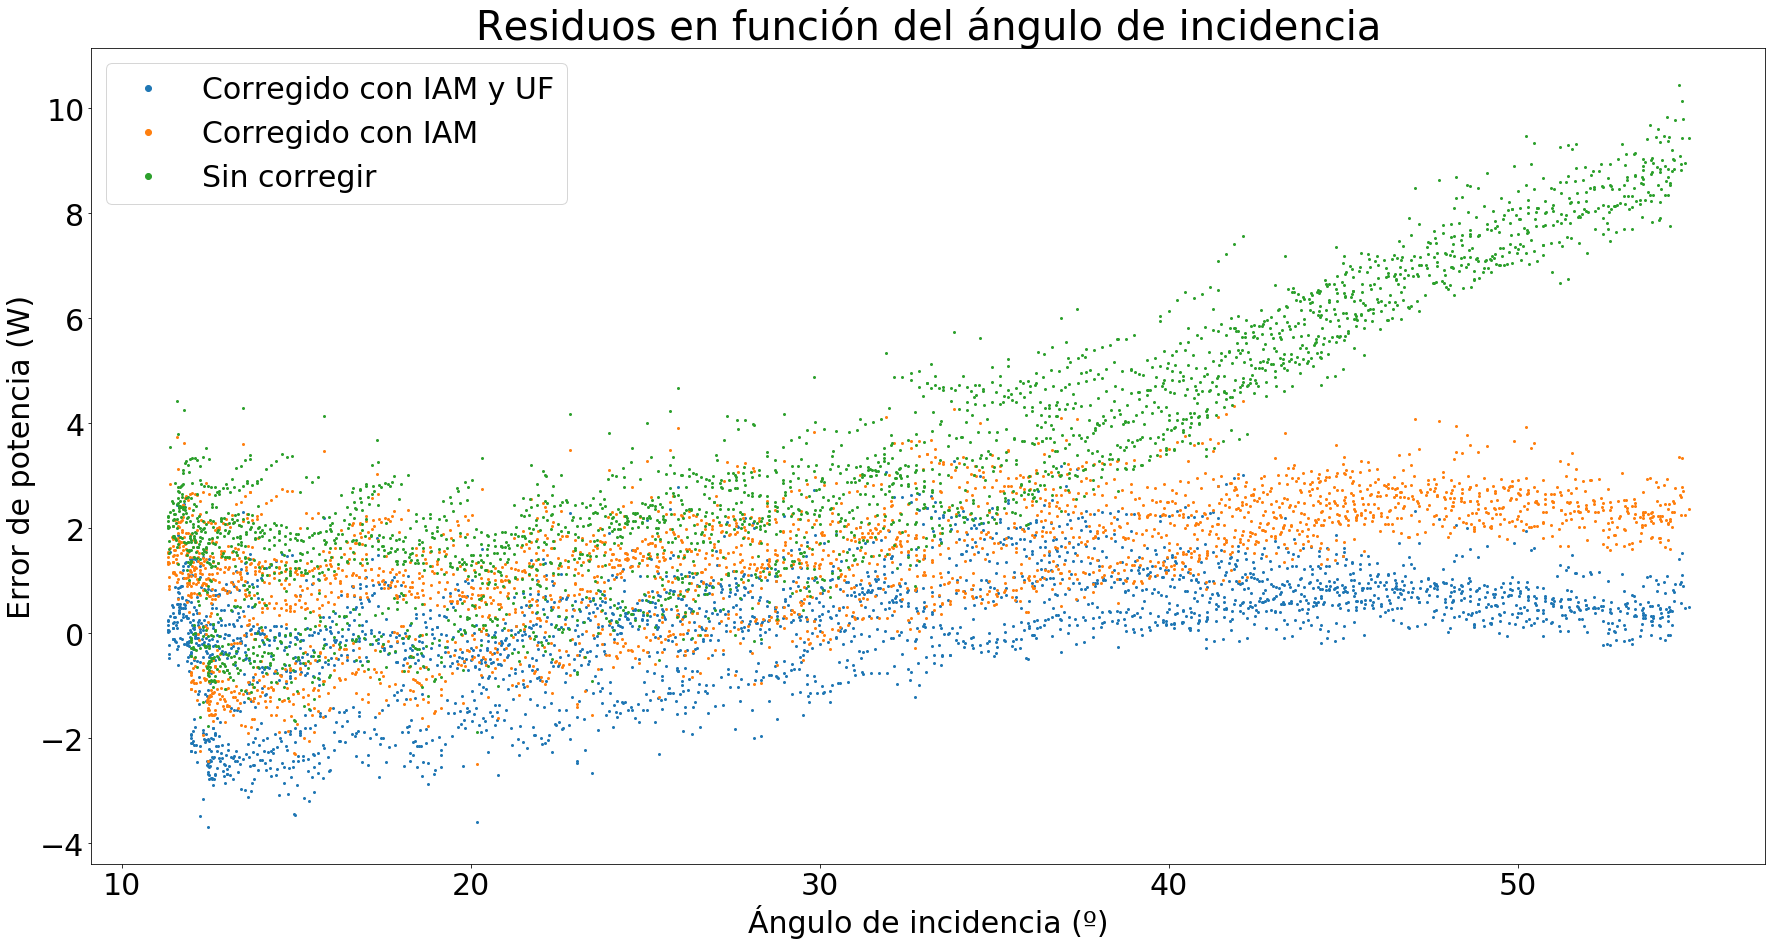 Residuos en función del ángulo de incidencia
Corregido con IAM y UF
Corregido con IAM
Sin corregir
Error de potencia (W)
10
8
6
4
2
0
−2
−4
10 20 30 40 50
Ángulo de incidencia (º)